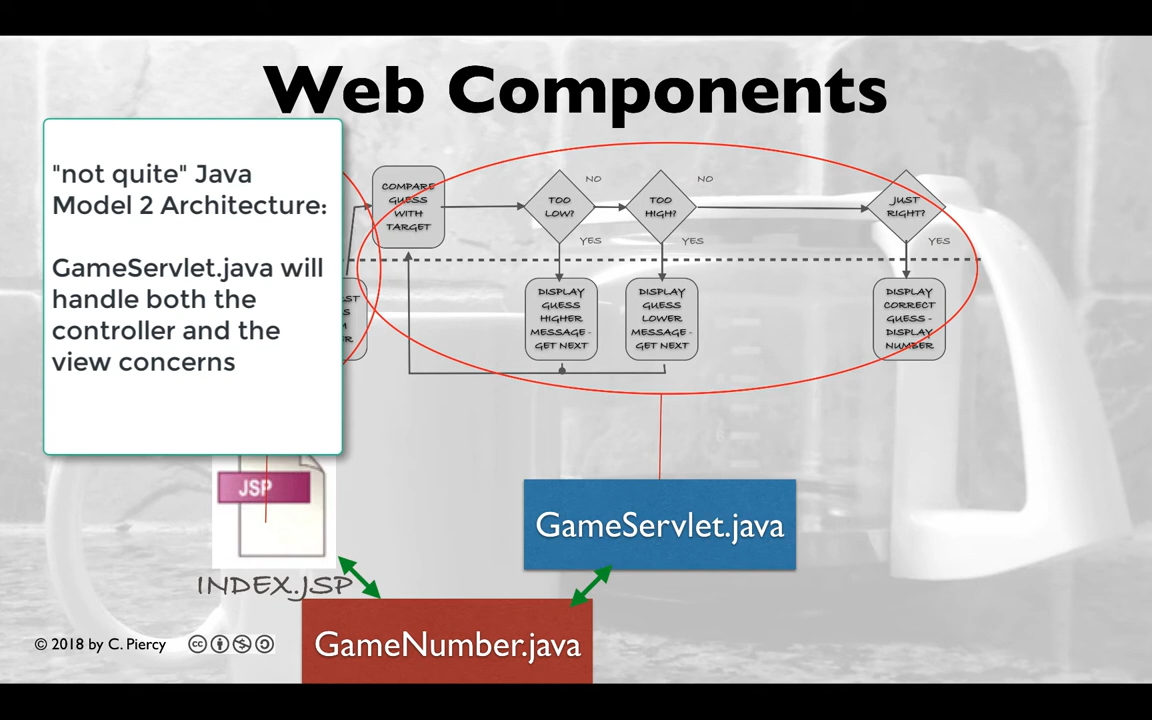 Web Components
"not quite" Java
Model 2 Architecture:
GameServlet.java will
handle both the
controller and the
view concerns
COMPARE
GUESS
WITH
TARGET
TOO
LOW?
NO
YES
TOO
HIGH?
NO
YES
JUST
RIGHT?
YES
DISPLAY
GUESS
HIGHER
MESSAGE -
GET NEXT
DISPLAY
GUESS
LOWER
MESSAGE -
GET NEXT
DISPLAY
CORRECT
GUESS -
DISPLAY
NUMBER
JSP
INDEX.JSP
GameServlet.java
GameNumber.java
© 2018 by C. Piercy
cc